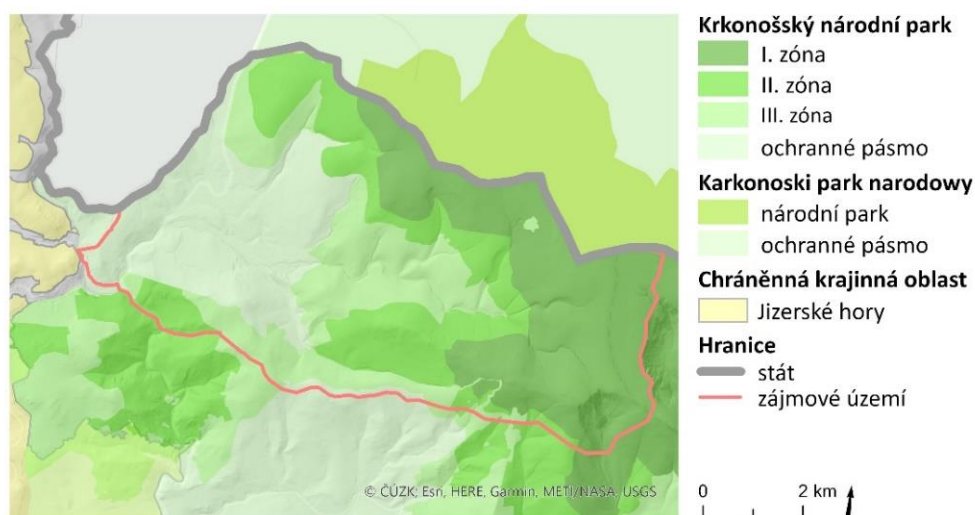 Krkonošský národní park
I. zóna
II. zóna
III. zóna
ochranné pásmo
Karkonoski park narodowy
národní park
ochranné pásmo
Chráněnná krajinná oblast
Jizerské hory
Hranice
stát
zájmové území
© ČÚZK; Esri, HERE, Garmin, METI/NASA, USGS
0 2 km